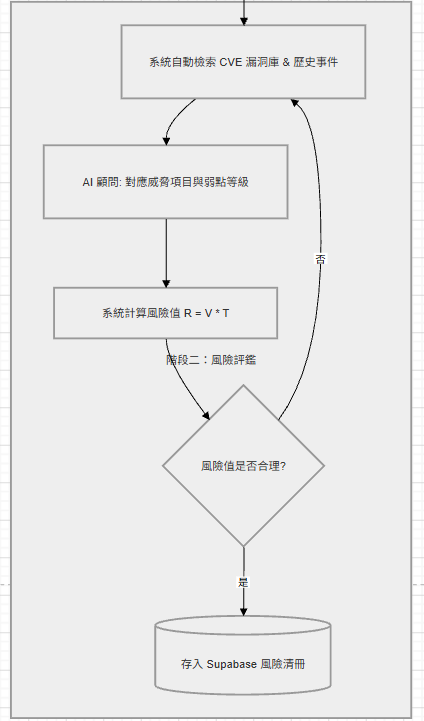 系統自動檢索 CVE 漏洞庫 & 歷史事件
AI 顧問: 對應威脅項目與弱點等級
否
系統計算風險值 R = V * T
階段二：風險評鑑
風險值是否合理?
是
存入 Supabase 風險清冊